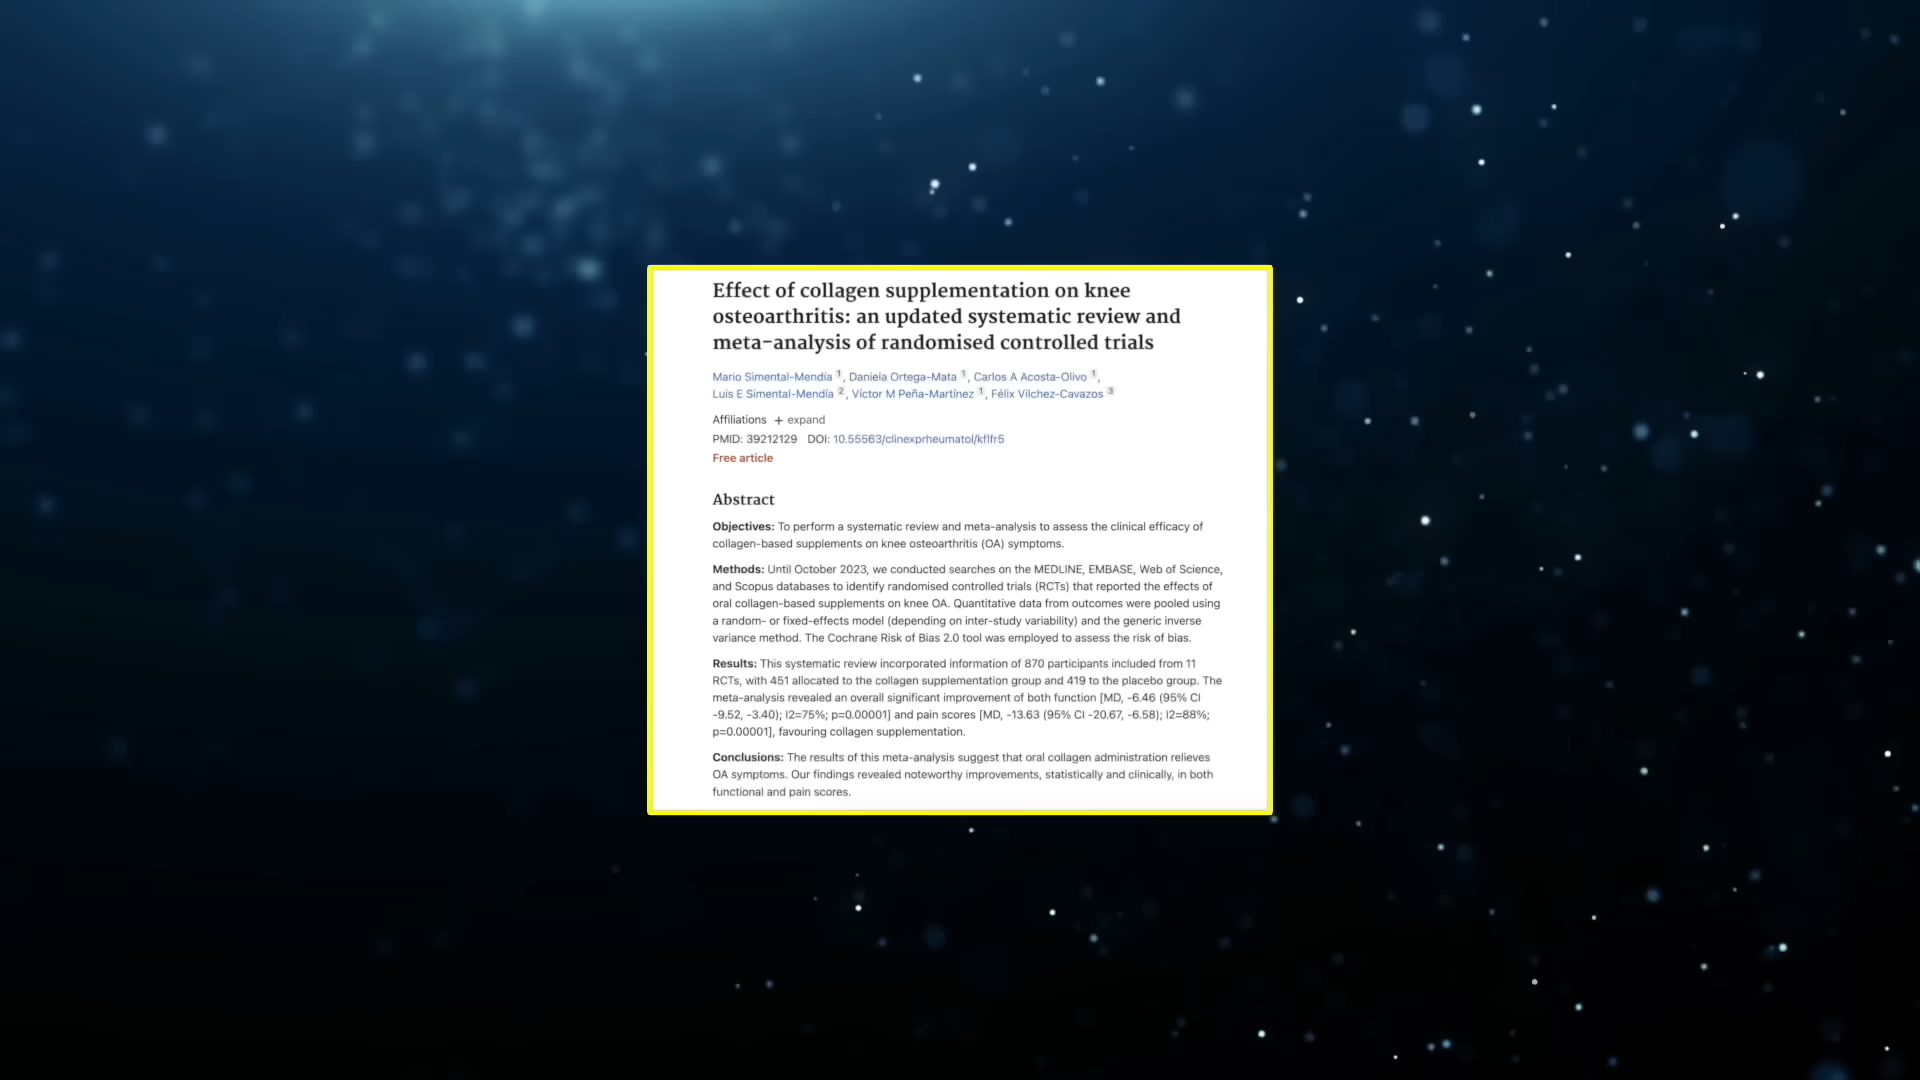 Effect of collagen supplementation on knee
osteoarthritis: an updated systematic review and
meta-analysis of randomised controlled trials
Mario Simental-Mendía 1, Daniela Ortega-Mata 1, Carlos A Acosta-Olivo 1,
Luis E Simental-Mendía 2, Víctor M Peña-Martínez 1, Félix Vilchez-Cavazos 3
Affiliations + expand
PMID: 39212129 DOI: 10.55563/clinexprheumatol/kflfr5
Free article
Abstract
Objectives: To perform a systematic review and meta-analysis to assess the clinical efficacy of
collagen-based supplements on knee osteoarthritis (OA) symptoms.
Methods: Until October 2023, we conducted searches on the MEDLINE, EMBASE, Web of Science,
and Scopus databases to identify randomised controlled trials (RCTs) that reported the effects of
oral collagen-based supplements on knee OA. Quantitative data from outcomes were pooled using
a random- or fixed-effects model (depending on inter-study variability) and the generic inverse
variance method. The Cochrane Risk of Bias 2.0 tool was employed to assess the risk of bias.
Results: This systematic review incorporated information of 870 participants included from 11
RCTs, with 451 allocated to the collagen supplementation group and 419 to the placebo group. The
meta-analysis revealed an overall significant improvement of both function [MD, -6.46 (95% CI
-9.52, -3.40); I2=75%; p=0.00001] and pain scores [MD, -13.63 (95% CI -20.67, -6.58); I2=88%;
p=0.00001], favouring collagen supplementation.
Conclusions: The results of this meta-analysis suggest that oral collagen administration relieves
OA symptoms. Our findings revealed noteworthy improvements, statistically and clinically, in both
functional and pain scores.